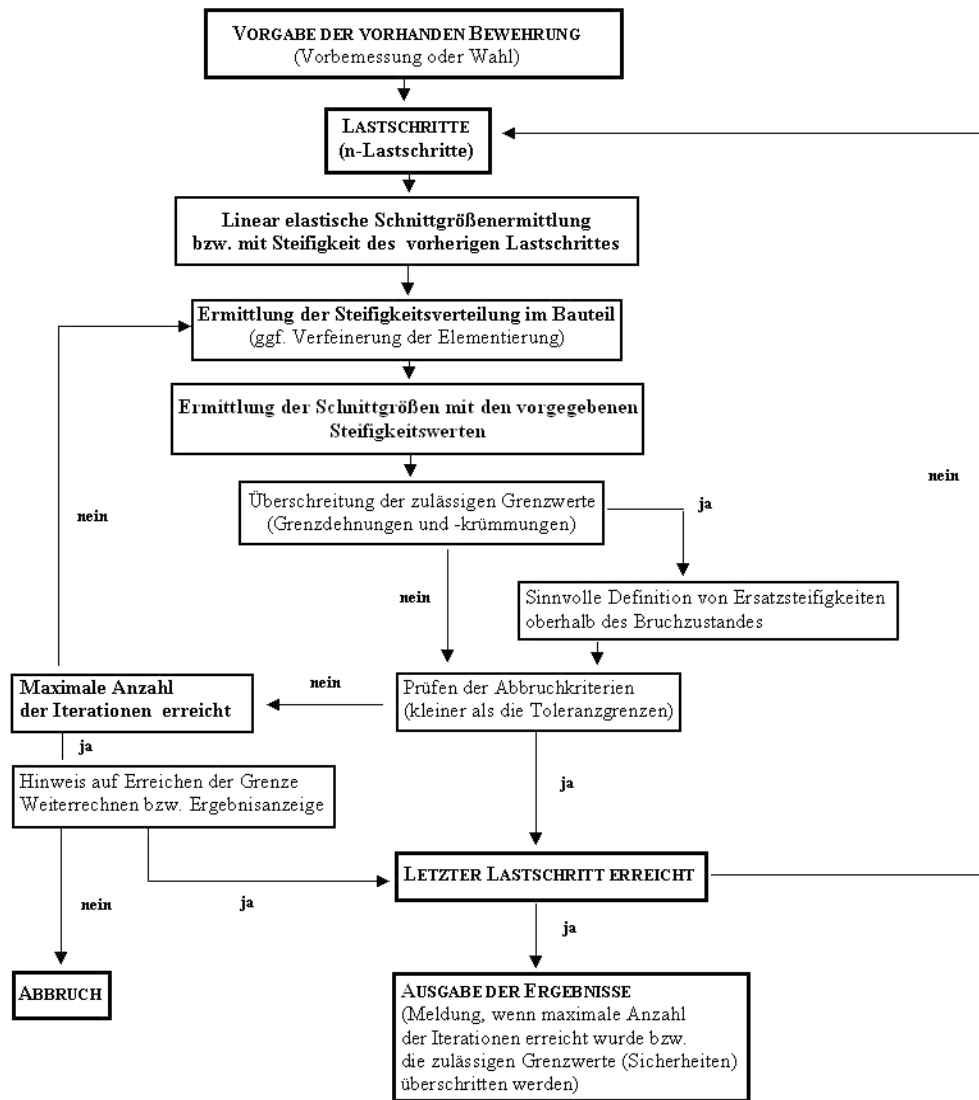 VORGABE DER VORHANDEN BEWEHRUNG
(Vorbemessung oder Wahl)
LASTSCHRITTE
(n-Lastschritte)
Linear elastische Schnittgrößenermittlung
bzw. mit Steifigkeit des vorherigen Lastschrittes
Ermittlung der Steifigkeitsverteilung im Bauteil
(ggf. Verfeinerung der Elementierung)
Ermittlung der Schnittgrößen mit den vorgegebenen
Steifigkeitswerten
nein
nein
Überschreitung der zulässigen Grenzwerte
(Grenzdehnungen und -krümmungen)
ja
nein
Sinnvolle Definition von Ersatzsteifigkeiten
oberhalb des Bruchzustandes
Maximale Anzahl
der Iterationen erreicht
nein
Prüfen der Abbruchkriterien
(kleiner als die Toleranzgrenzen)
ja
Hinweis auf Erreichen der Grenze
Weiterrechnen bzw. Ergebnisanzeige
ja
LETZTER LASTSCHRITT ERREICHT
nein
ja
ja
ABBRUCH
AUSGABE DER ERGEBNISSE
(Meldung, wenn maximale Anzahl
der Iterationen erreicht wurde bzw.
die zulässigen Grenzwerte (Sicherheiten)
überschritten werden)